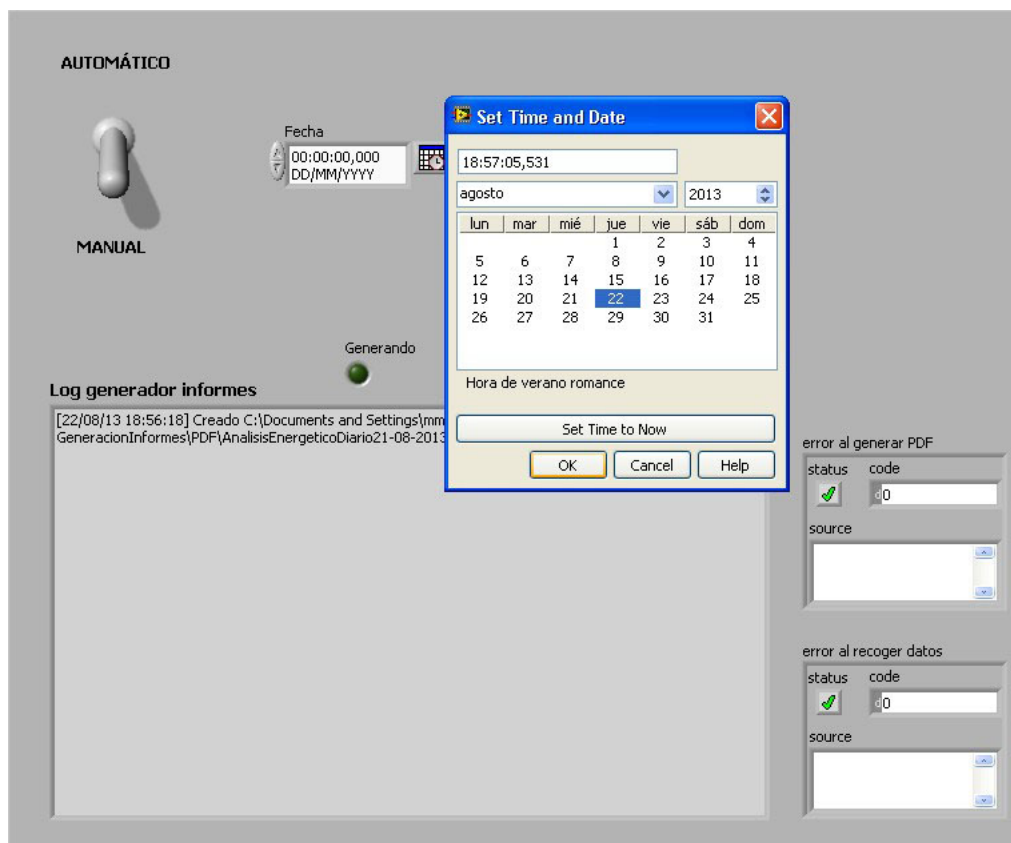 AUTOMÁTICO
MANUAL
Fecha
00:00:00,000
DD/MM/YYYY
Set Time and Date
18:57:05,531
agosto 2013
lun mar mié jue vie sáb dom
1 2 3 4
5 6 7 8 9 10 11
12 13 14 15 16 17 18
19 20 21 22 23 24 25
26 27 28 29 30 31
Hora de verano romance
Set Time to Now
OK Cancel Help
Generando
Log generador informes
[22/08/13 18:56:18] Creado C:\Documents and Settings\mm
GeneracionInformes\PDF\AnalisisEnergeticoDiario21-08-2013
error al generar PDF
status code
d0
source
error al recoger datos
status code
d0
source